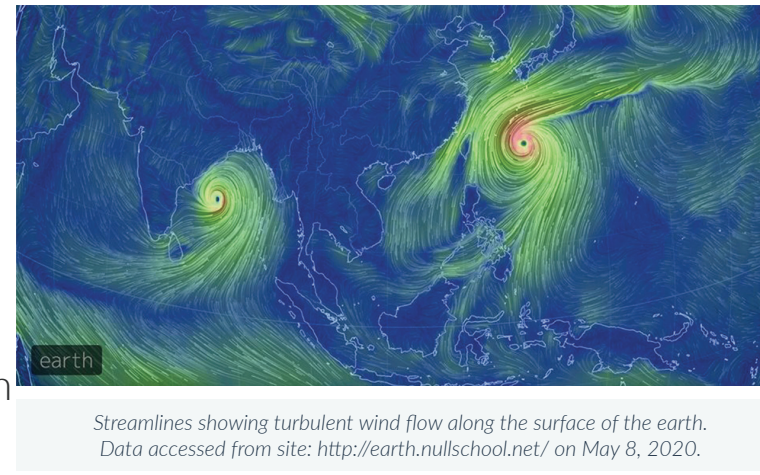 earth
n
Streamlines showing turbulent wind flow along the surface of the earth.
Data accessed from site: http://earth.nullschool.net/ on May 8, 2020.